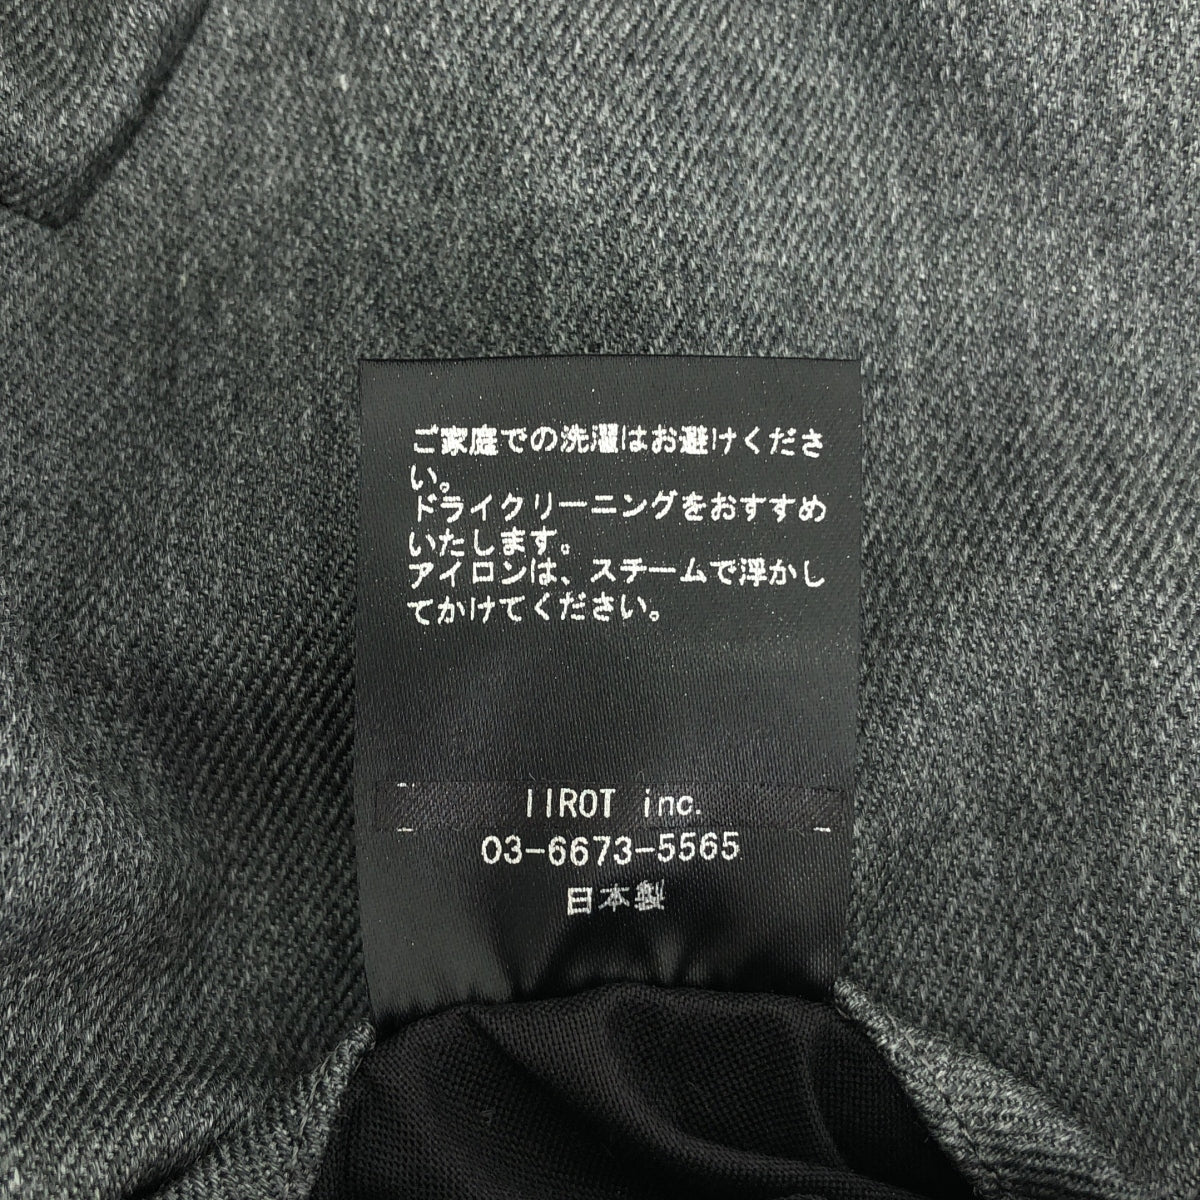 ご家庭での洗濯はお避けくださ
い。
ドライクリーニングをおすすめ
いたします。
アイロンは、スチームで浮かし
てかけてください。
IIROT inc.
03-6673-5565
日本製